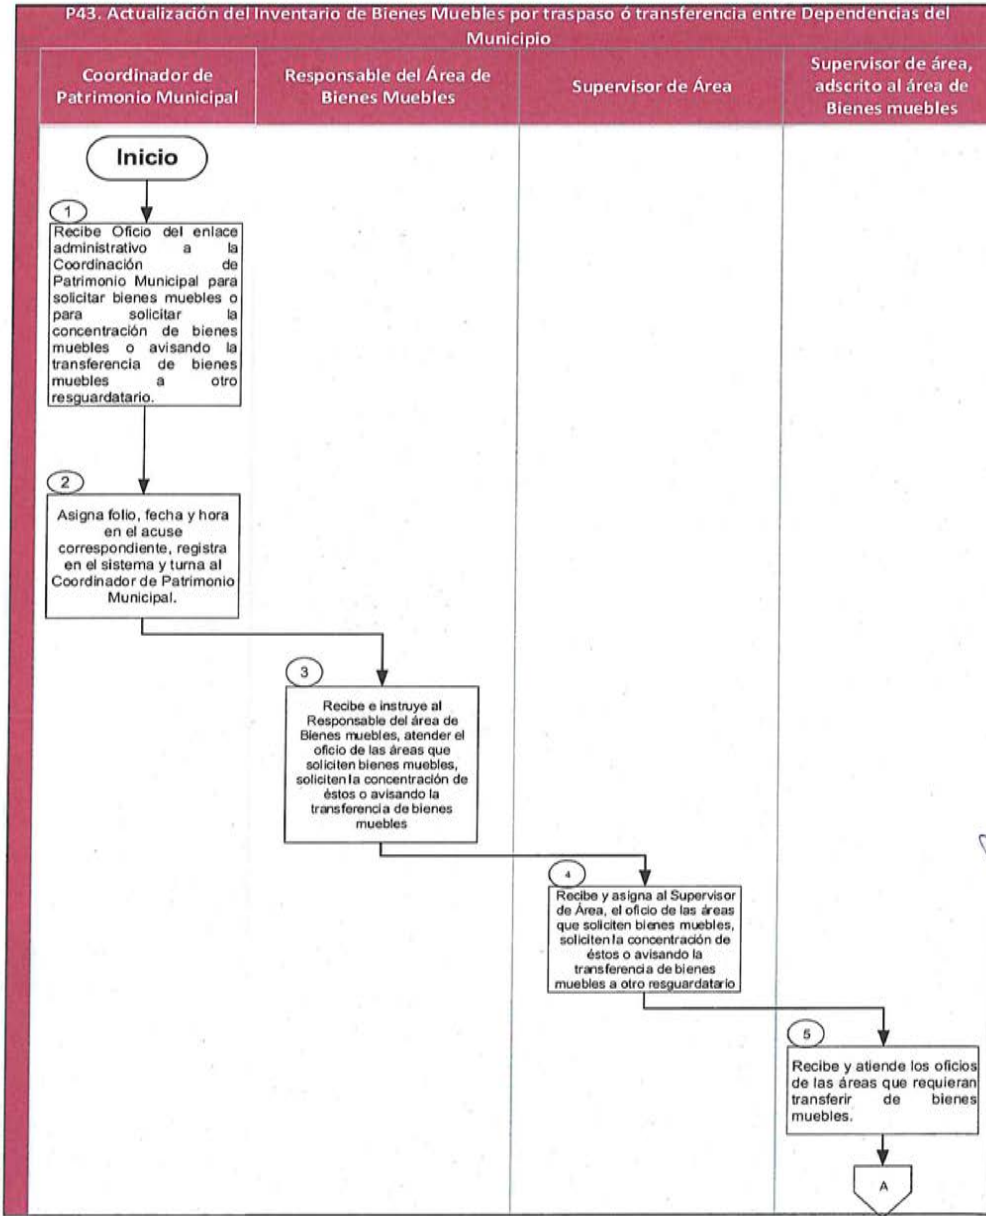 P43. Actualización del Inventario de Bienes Muebles por traspaso ó transferencia entre Dependencias del
Municipio
Coordinador de
Patrimonio Municipal
Responsable del Área de
Bienes Muebles
Supervisor de Área
Supervisor de área,
adscrito al área de
Bienes muebles
Inicio
1
Recibe Oficio del enlace
administrativo a la
Coordinación de
Patrimonio Municipal para
solicitar bienes muebles o
para solicitar la
concentración de bienes
muebles o avisando la
transferencia de bienes
muebles a otro
resguardatario.
2
Asigna folio, fecha y hora
en el acuse
correspondiente, registra
en el sistema y turna al
Coordinador de Patrimonio
Municipal.
3
Recibe e instruye al
Responsable del área de
Bienes muebles, atender el
oficio de las áreas que
soliciten bienes muebles,
soliciten la concentración de
éstos o avisando la
transferencia de bienes
muebles
4
Recibe y asigna al Supervisor
de Área, el oficio de las áreas
que soliciten bienes muebles,
soliciten la concentración de
éstos o avisando la
transferencia de bienes
muebles a otro resguardatario
5
Recibe y atiende los oficios
de las áreas que requieran
transferir de bienes
muebles.
A